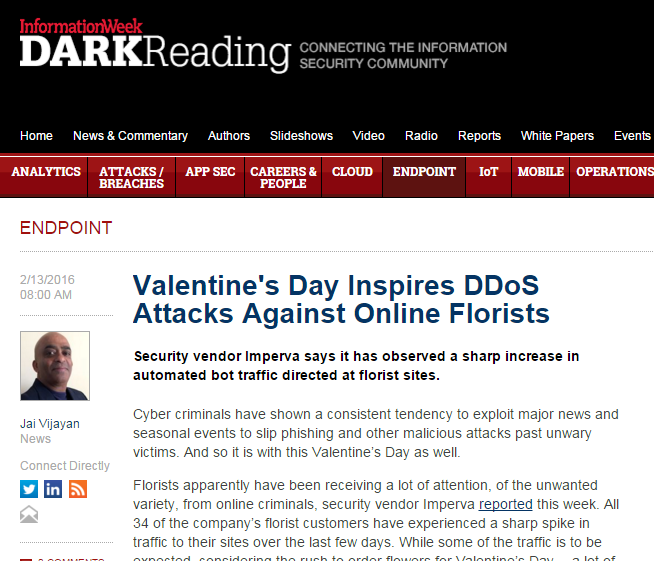 InformationWeek
DARKReading CONNECTING THE INFORMATION
SECURITY COMMUNITY
Home News & Commentary Authors Slideshows Video Radio Reports White Papers Events
ANALYTICS ATTACKS / BREACHES APP SEC CAREERS & PEOPLE CLOUD ENDPOINT IoT MOBILE OPERATIONS
ENDPOINT
2/13/2016
08:00 AM
Jai Vijayan
News
Connect Directly
Valentine's Day Inspires DDoS
Attacks Against Online Florists
Security vendor Imperva says it has observed a sharp increase in
automated bot traffic directed at florist sites.
Cyber criminals have shown a consistent tendency to exploit major news and
seasonal events to slip phishing and other malicious attacks past unwary
victims. And so it is with this Valentine’s Day as well.
Florists apparently have been receiving a lot of attention, of the unwanted
variety, from online criminals, security vendor Imperva reported this week. All
34 of the company’s florist customers have experienced a sharp spike in
traffic to their sites over the last few days. While some of the traffic is to be
expected, considering the rush to order flowers for Valentine’s Day a lot of